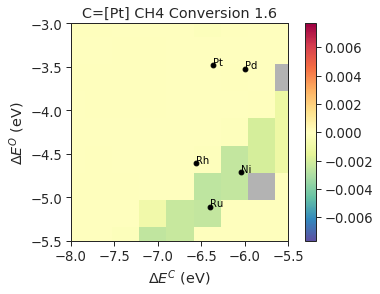 C=[Pt] CH4 Conversion 1.6
−3.0
−3.5
−4.0
−4.5
−5.0
−5.5
ΔE^O (eV)
Pt
Pd
Rh
Ni
Ru
−8.0 −7.5 −7.0 −6.5 −6.0 −5.5
ΔE^C (eV)
0.006
0.004
0.002
0.000
−0.002
−0.004
−0.006